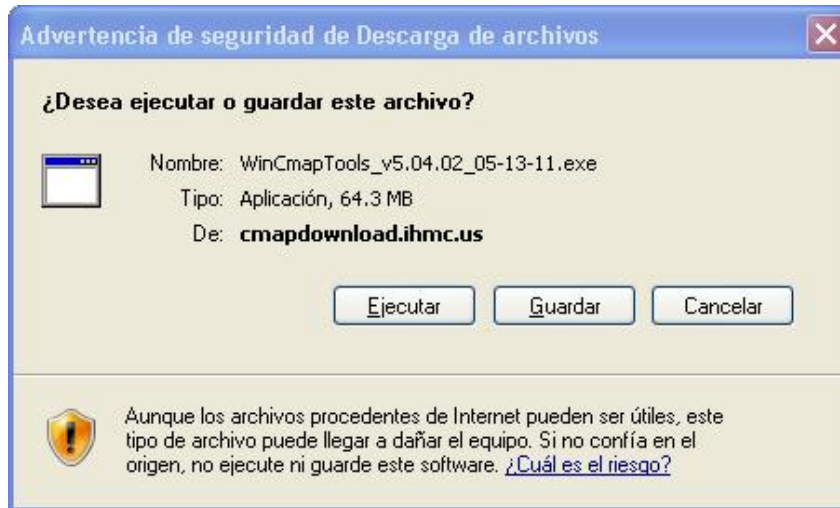 Advertencia de seguridad de Descarga de archivos
¿Desea ejecutar o guardar este archivo?
Nombre: WinCmapTools_v5.04.02_05-13-11.exe
Tipo: Aplicación, 64.3 MB
De: cmapdownload.ihmc.us
Ejecutar Guardar Cancelar
Aunque los archivos procedentes de Internet pueden ser útiles, este
tipo de archivo puede llegar a dañar el equipo. Si no confía en el
origen, no ejecute ni guarde este software. ¿Cuál es el riesgo?